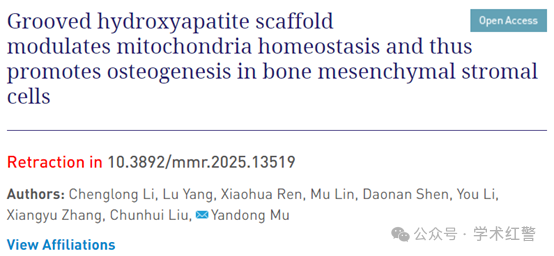 Grooved hydroxyapatite scaffold
Open Access
modulates mitochondria homeostasis and thus
promotes osteogenesis in bone mesenchymal stromal
cells
Retraction in 10.3892/mmr.2025.13519
Authors: Chenglong Li, Lu Yang, Xiaohua Ren, Mu Lin, Daonan Shen, You Li,
Xiangyu Zhang, Chunhui Liu, Yandong Mu
View Affiliations
公众号 · 学术红警